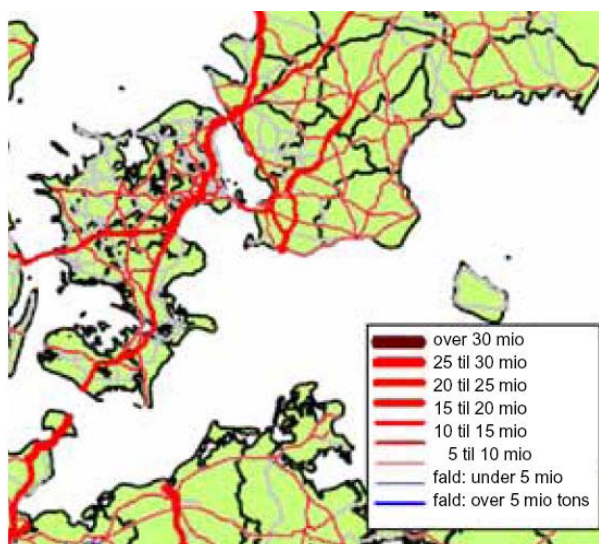 over 30 mio
25 til 30 mio
20 til 25 mio
15 til 20 mio
10 til 15 mio
5 til 10 mio
fald: under 5 mio
fald: over 5 mio tons